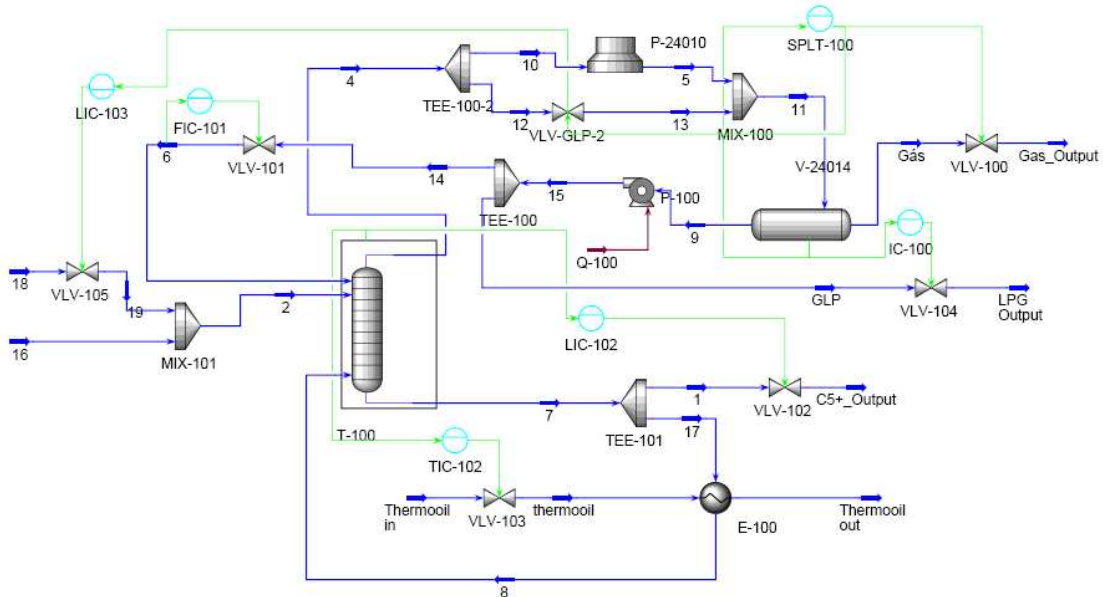 P-24010
SPLT-100
10
5
4
LIC-103
TEE-100-2
11
FIC-101
12
VLV-GLP-2
13
MIX-100
6
VLV-101
14
V-24014
Gás
VLV-100
Gas_Output
15
P-100
TEE-100
9
IC-100
Q-100
18
VLV-105
19
2
GLP
VLV-104
LPG
Output
16
MIX-101
LIC-102
1
VLV-102
C5+_Output
7
TEE-101
17
T-100
TIC-102
Thermooil
in
VLV-103
thermooil
E-100
Thermooil
out
8